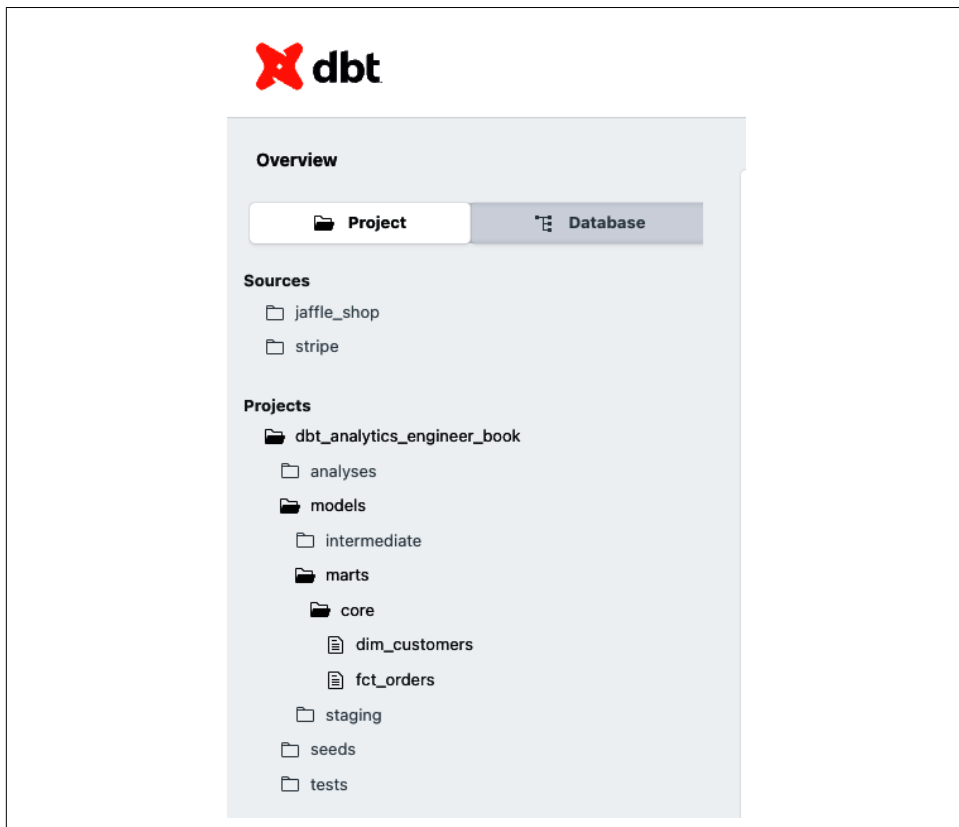 dbt
Overview
Project Database
Sources
jaffle_shop
stripe
Projects
dbt_analytics_engineer_book
analyses
models
intermediate
marts
core
dim_customers
fct_orders
staging
seeds
tests